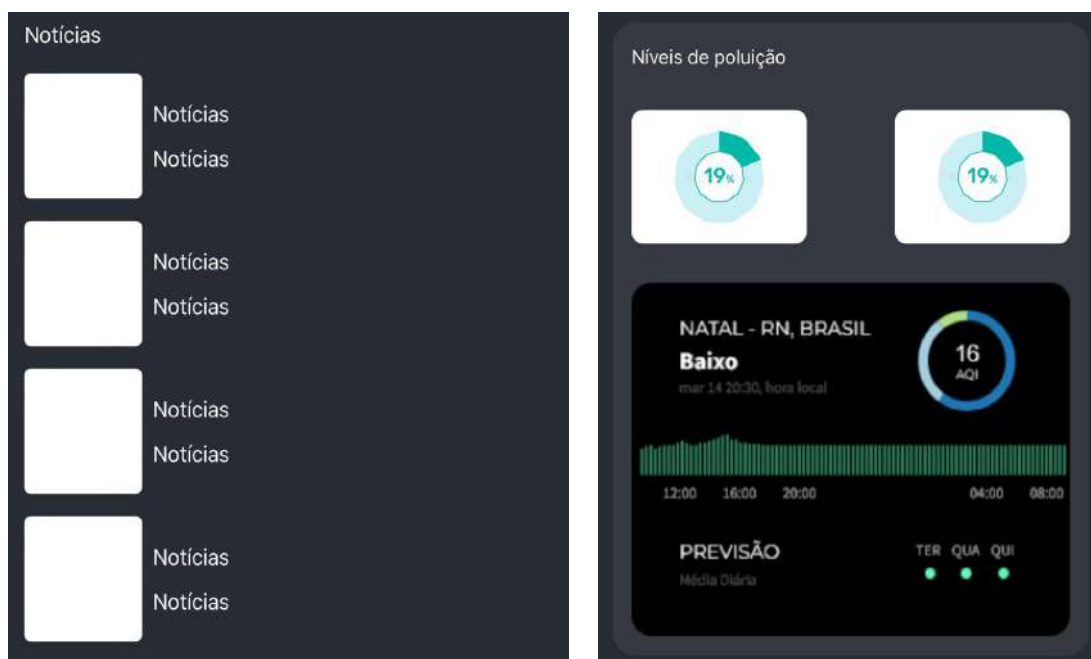 Notícias
Notícias
Notícias
Notícias
Notícias
Notícias
Notícias
Notícias
Notícias
Níveis de poluição
19%
19%
NATAL - RN, BRASIL
Baixo
mar 14 20:30, hora local
16
AQI
12:00 16:00 20:00 04:00 08:00
PREVISÃO
Média Diária
TER QUA QUI